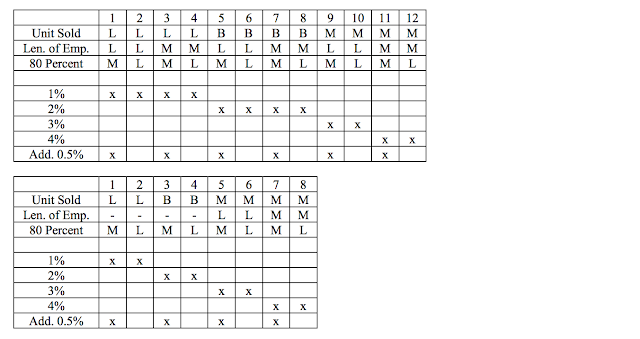 1 2 3 4 5 6 7 8 9 10 11 12
Unit Sold L L L L B B B B M M M M
Len. of Emp. L L M M L L M M L L M M
80 Percent M L M L M L M L M L M L
1% x x x x
2% x x x x
3% x x
4% x x
Add. 0.5% x x x x x x
1 2 3 4 5 6 7 8
Unit Sold L L B B M M M M
Len. of Emp. - - - - L L M M
80 Percent M L M L M L M L
1% x x
2% x x
3% x x
4% x x
Add. 0.5% x x x x